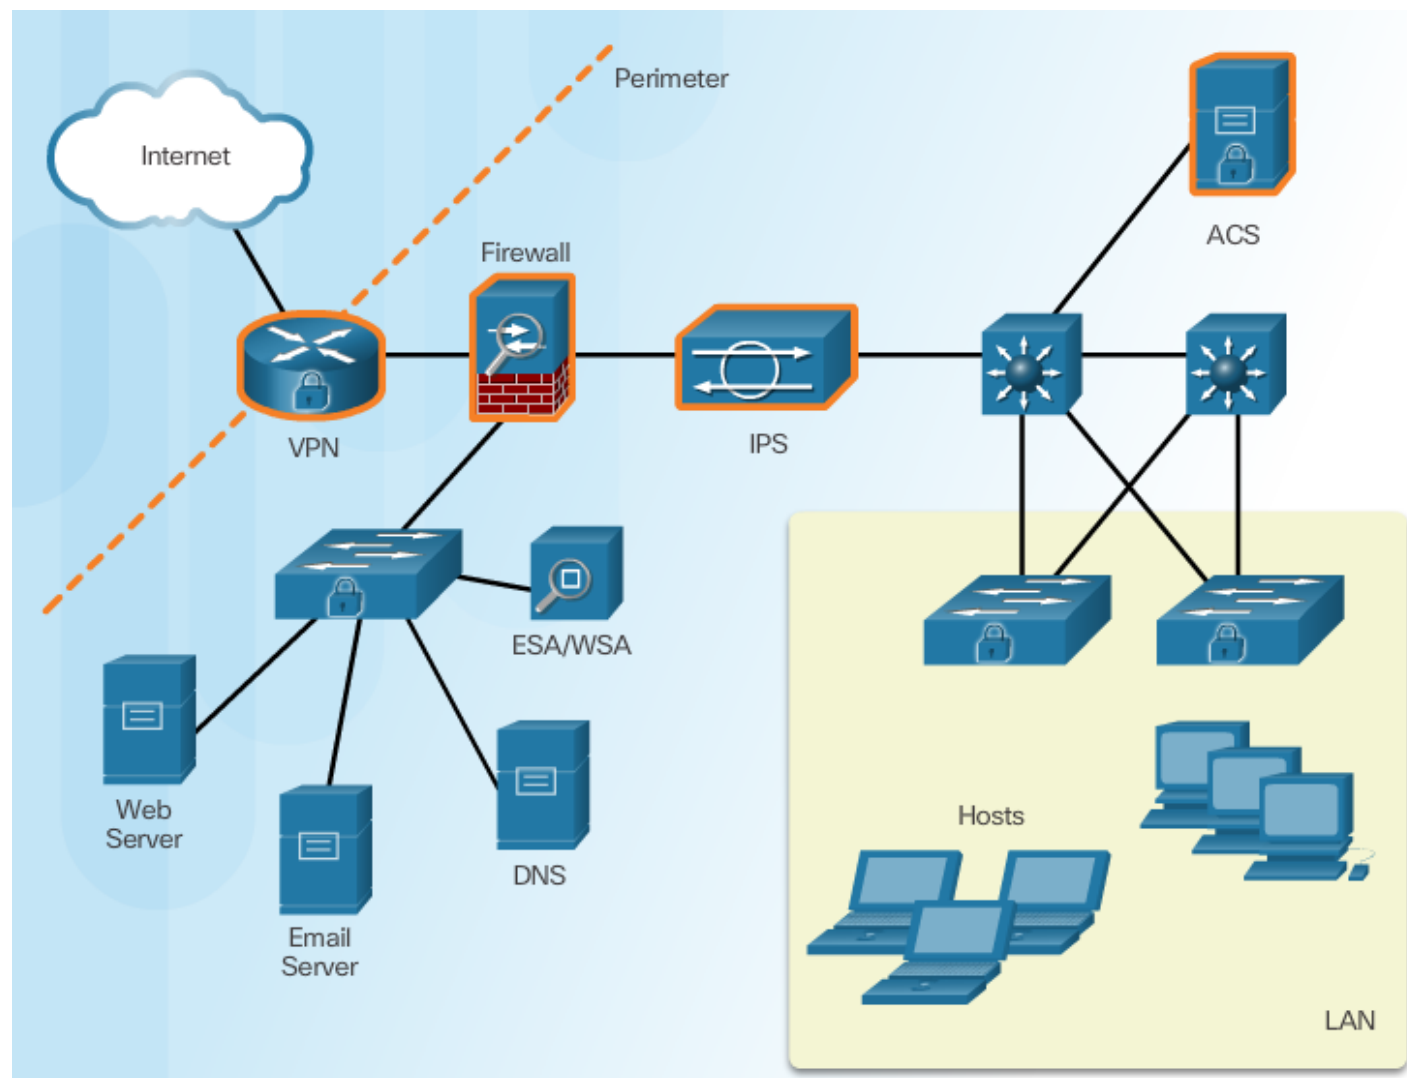 Perimeter
Internet
ACS
Firewall
VPN
IPS
ESA/WSA
Web
Server
DNS
Hosts
Email
Server
LAN